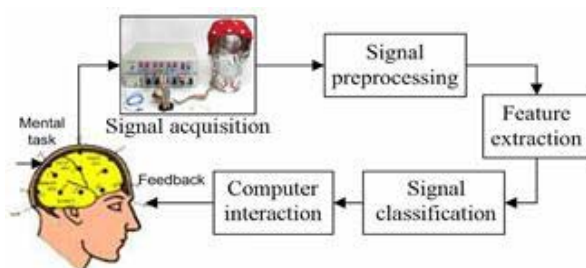 Signal acquisition
Signal
preprocessing
Feature
extraction
Signal
classification
Computer
interaction
Feedback
Mental
task